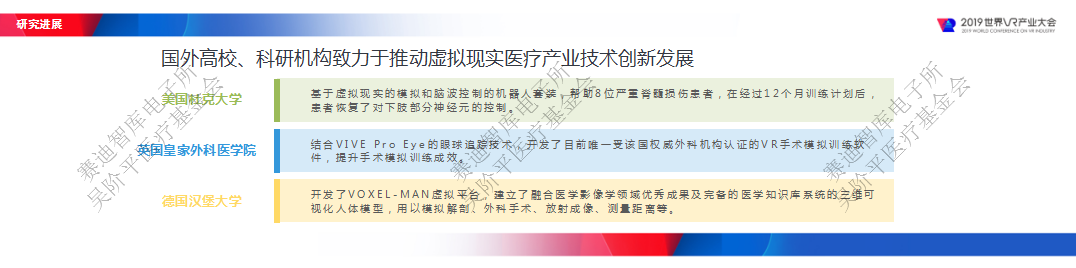 研究进展
2019世界VR产业大会
2019 WORLD CONFERENCE ON VR INDUSTRY
国外高校、科研机构致力于推动虚拟现实医疗产业技术创新发展
美国杜克大学
基于虚拟现实的模拟和脑波控制的机器人套装，帮助8位严重脊髓损伤患者，在经过12个月训练计划后，
患者恢复了对下肢部分神经元的控制。
英国皇家外科医学院
结合VIVE Pro Eye的眼球追踪技术，开发了目前唯一受该国权威外科机构认证的VR手术模拟训练软
件，提升手术模拟训练成效。
德国汉堡大学
开发了VOXEL-MAN虚拟平台，建立了融合医学影像学领域优秀成果及完备的医学知识库系统的三维可
视化人体模型，用以模拟解剖、外科手术、放射成像、测量距离等。
赛迪智库电子所
吴阶平医疗基金会
赛迪智库电子所
吴阶平医疗基金会
赛迪智库电子所
吴阶平医疗基金会